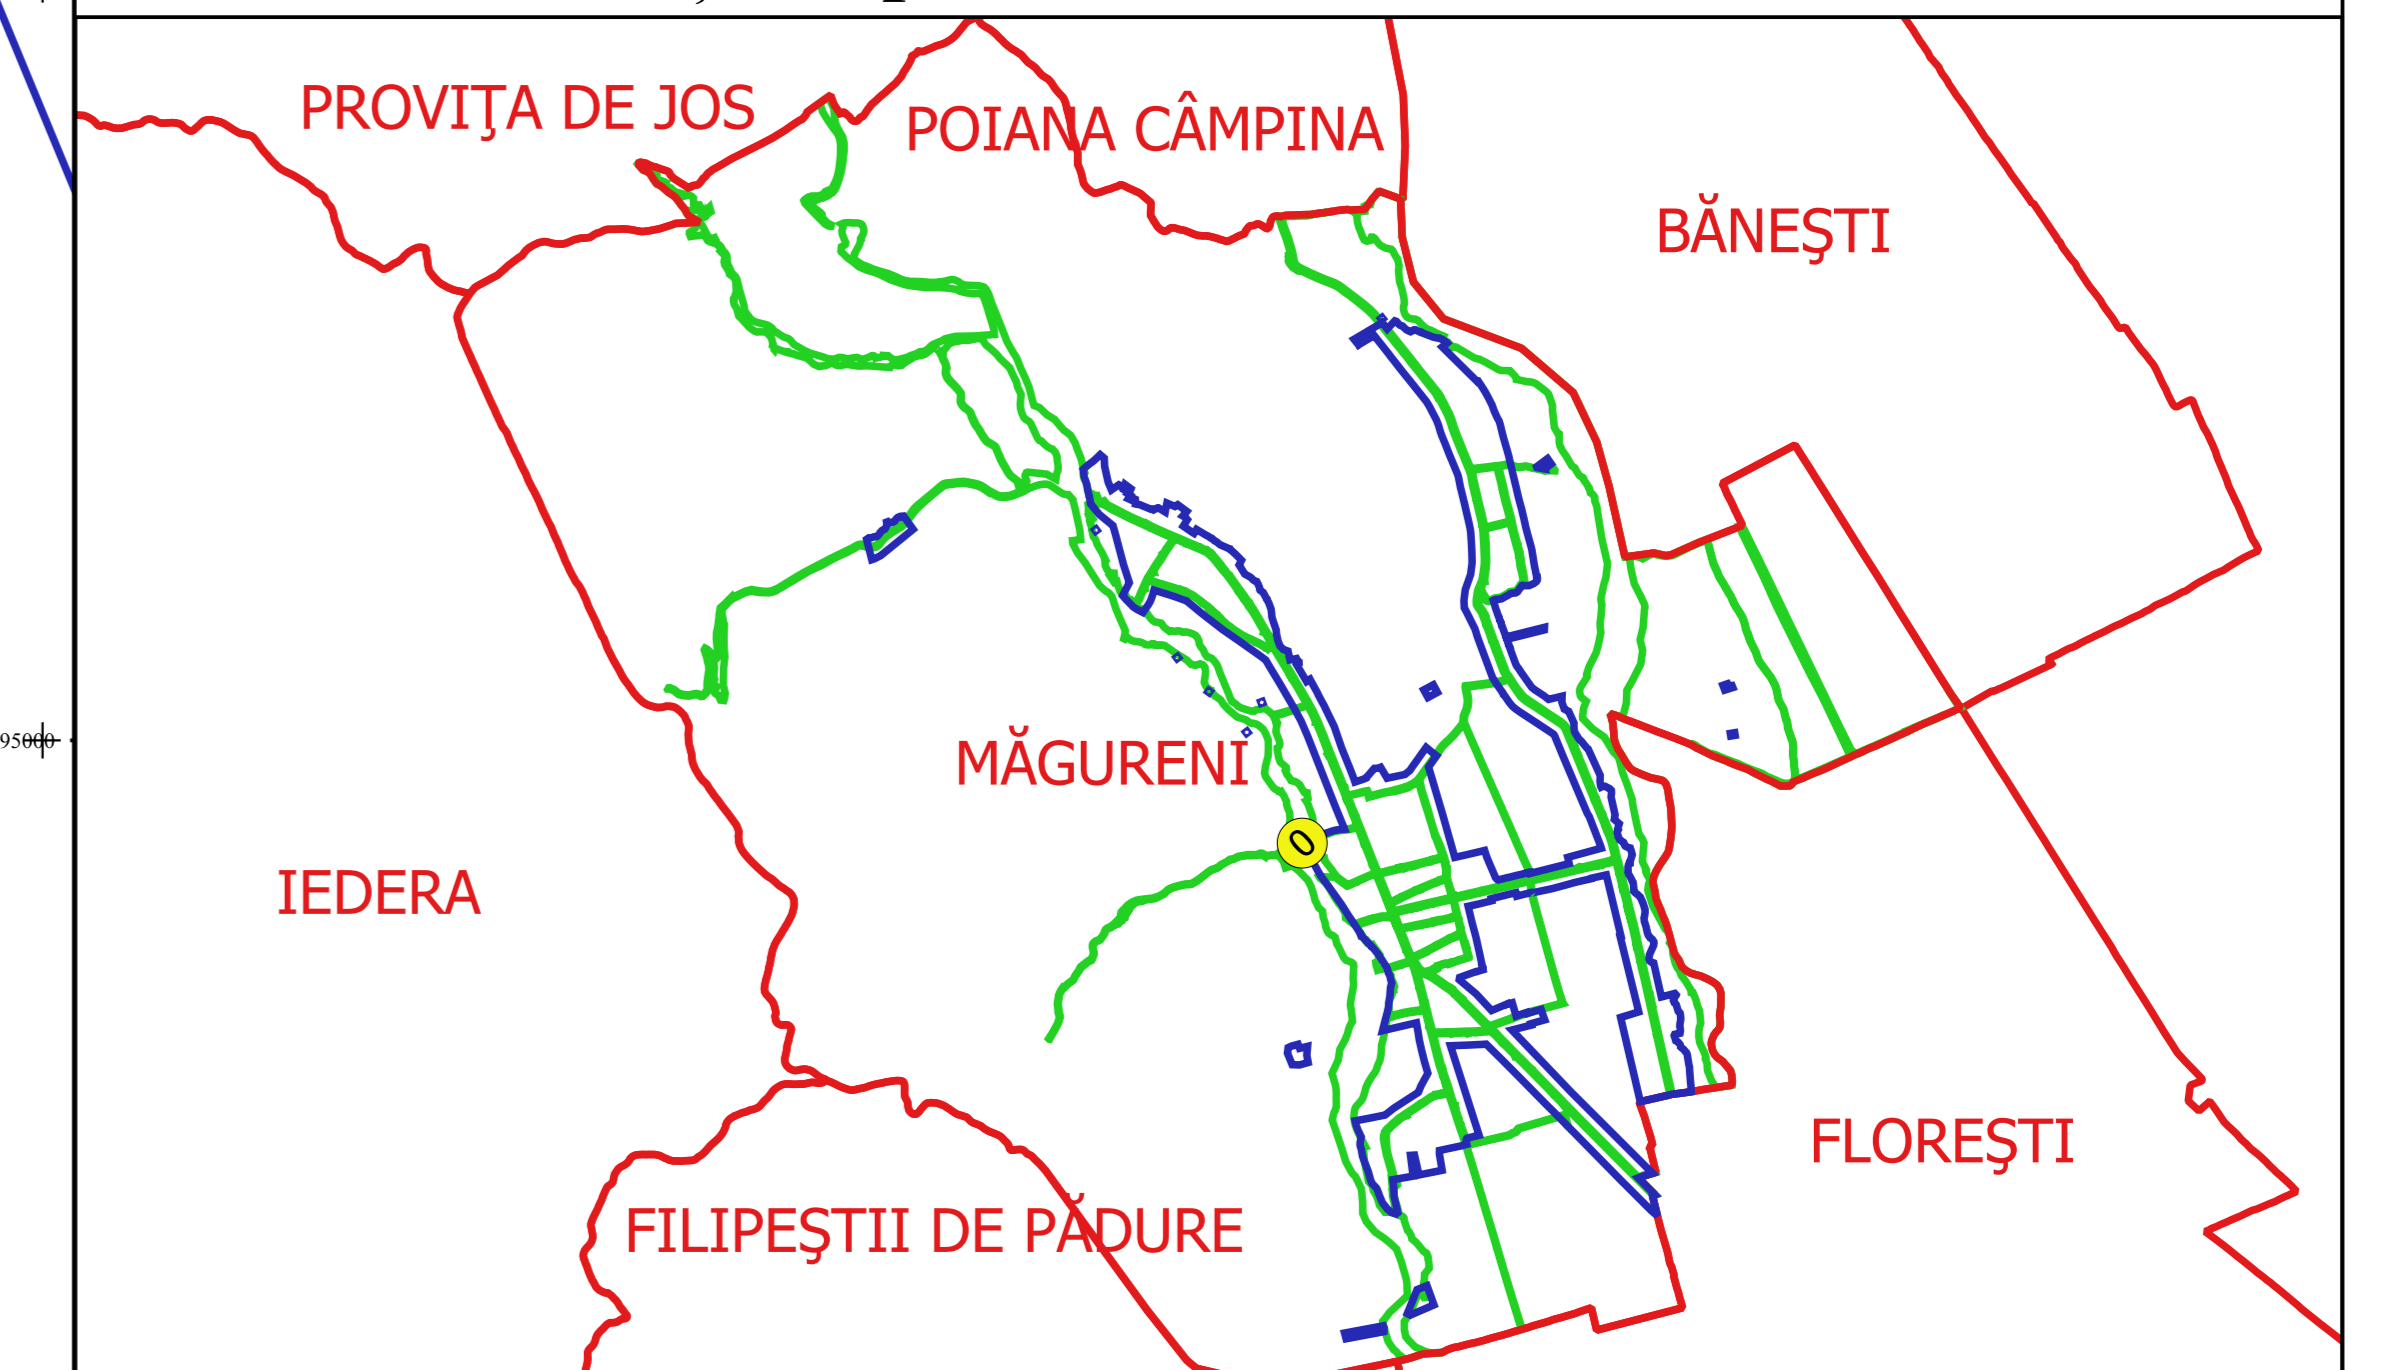 PROVIŢA DE JOS
POIANA CÂMPINA
BĂNEŞTI
MĂGURENI
95000
0
IEDERA
FLOREŞTI
FILIPEŞTII DE PĂDURE